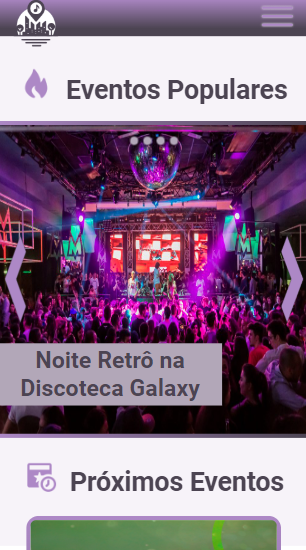 Eventos Populares
Noite Retrô na
Discoteca Galaxy
Próximos Eventos